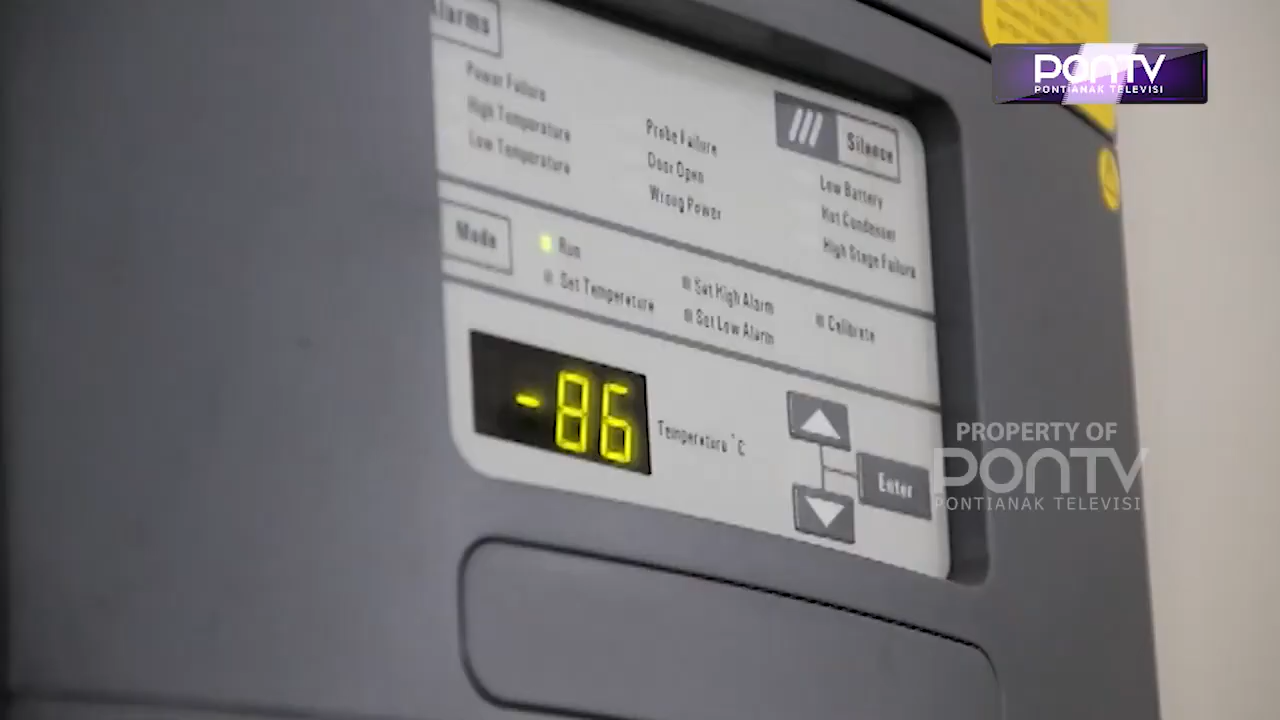 Alarms
Power Failure
High Temperature
Low Temperature
Probe Failure
Door Open
Wrong Power
Silence
Low Battery
Hot Condenser
High Stage Failure
Mode
Run
Set Temperature
Set High Alarm
Set Low Alarm
Calibrate
-86
Temperature °C
Enter
PONTV
PONTIANAK TELEVISI
PROPERTY OF
PONTV
PONTIANAK TELEVISI